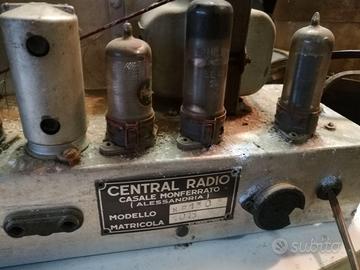 CENTRAL RADIO
CASALE MONFERRATO
( ALESSANDRIA )
MODELLO
MATRICOLA
subito